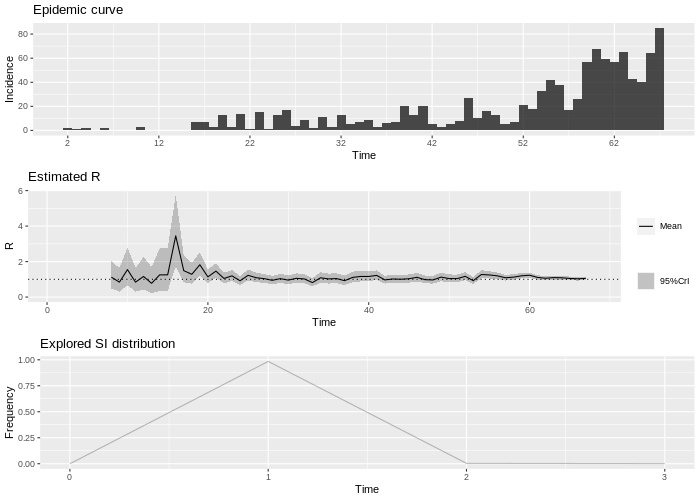 Epidemic curve
80
60
40
20
0
Incidence
2
12
22
32
42
52
62
Time
Estimated R
6
4
2
0
R
0
20
40
60
Time
Mean
95%CrI
Explored SI distribution
1.00
0.75
0.50
0.25
0.00
Frequency
0
1
2
3
Time